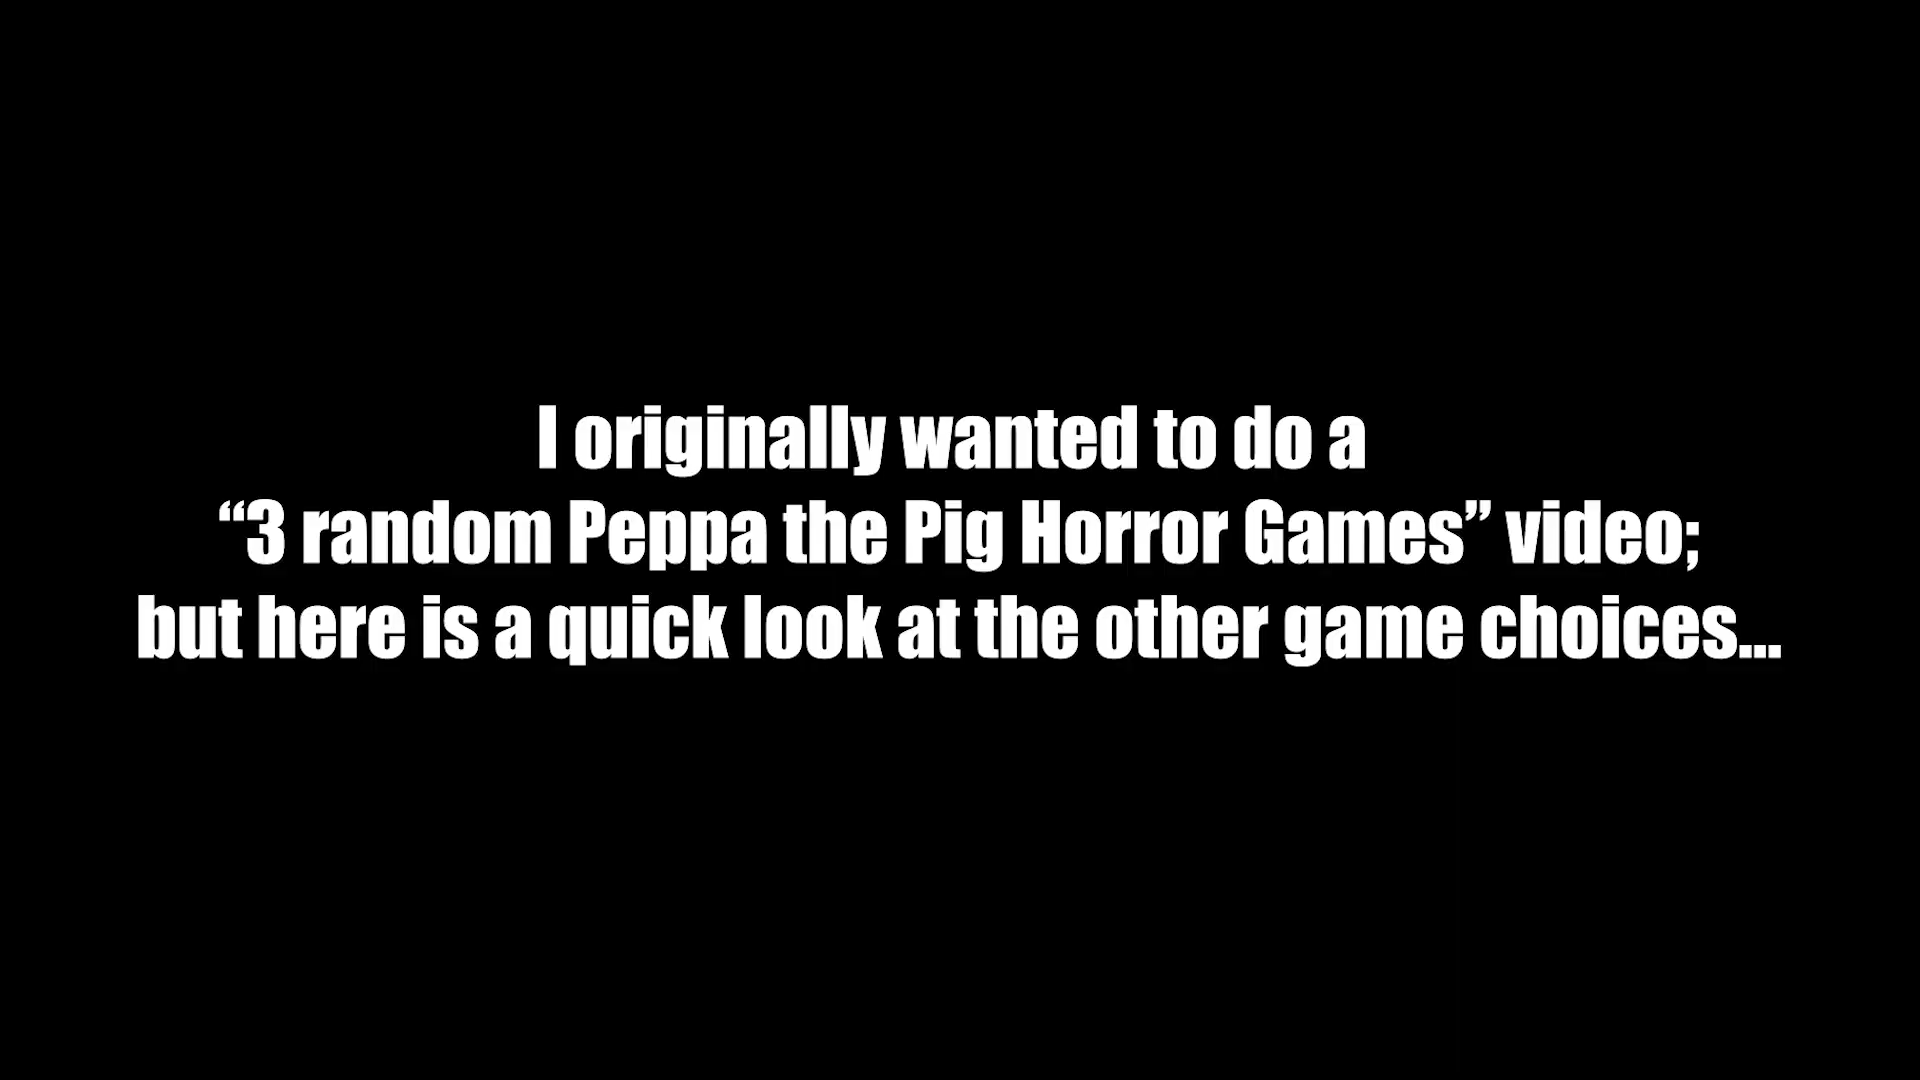 I originally wanted to do a
“3 random Peppa the Pig Horror Games” video;
but here is a quick look at the other game choices...